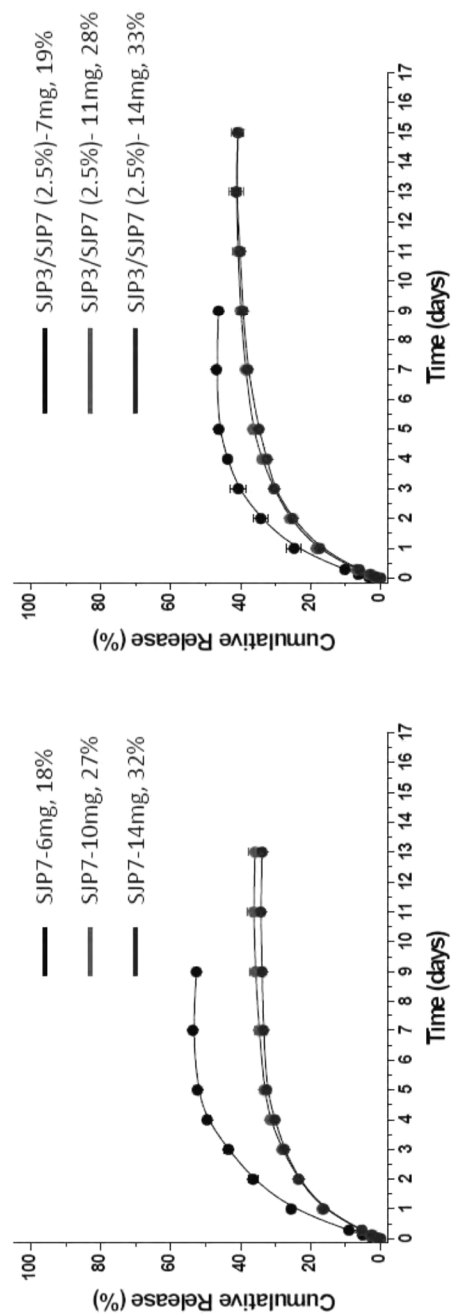 SJP7-6mg, 18%
SJP7-10mg, 27%
SJP7-14mg, 32%
Cumulative Release (%)
100
80
60
40
20
0
0 1 2 3 4 5 6 7 8 9 10 11 12 13 14 15 16 17
Time (days)
SJP3/SJP7 (2.5%)-7mg, 19%
SJP3/SJP7 (2.5%)- 11mg, 28%
SJP3/SJP7 (2.5%)- 14mg, 33%
Cumulative Release (%)
100
80
60
40
20
0
0 1 2 3 4 5 6 7 8 9 10 11 12 13 14 15 16 17
Time (days)